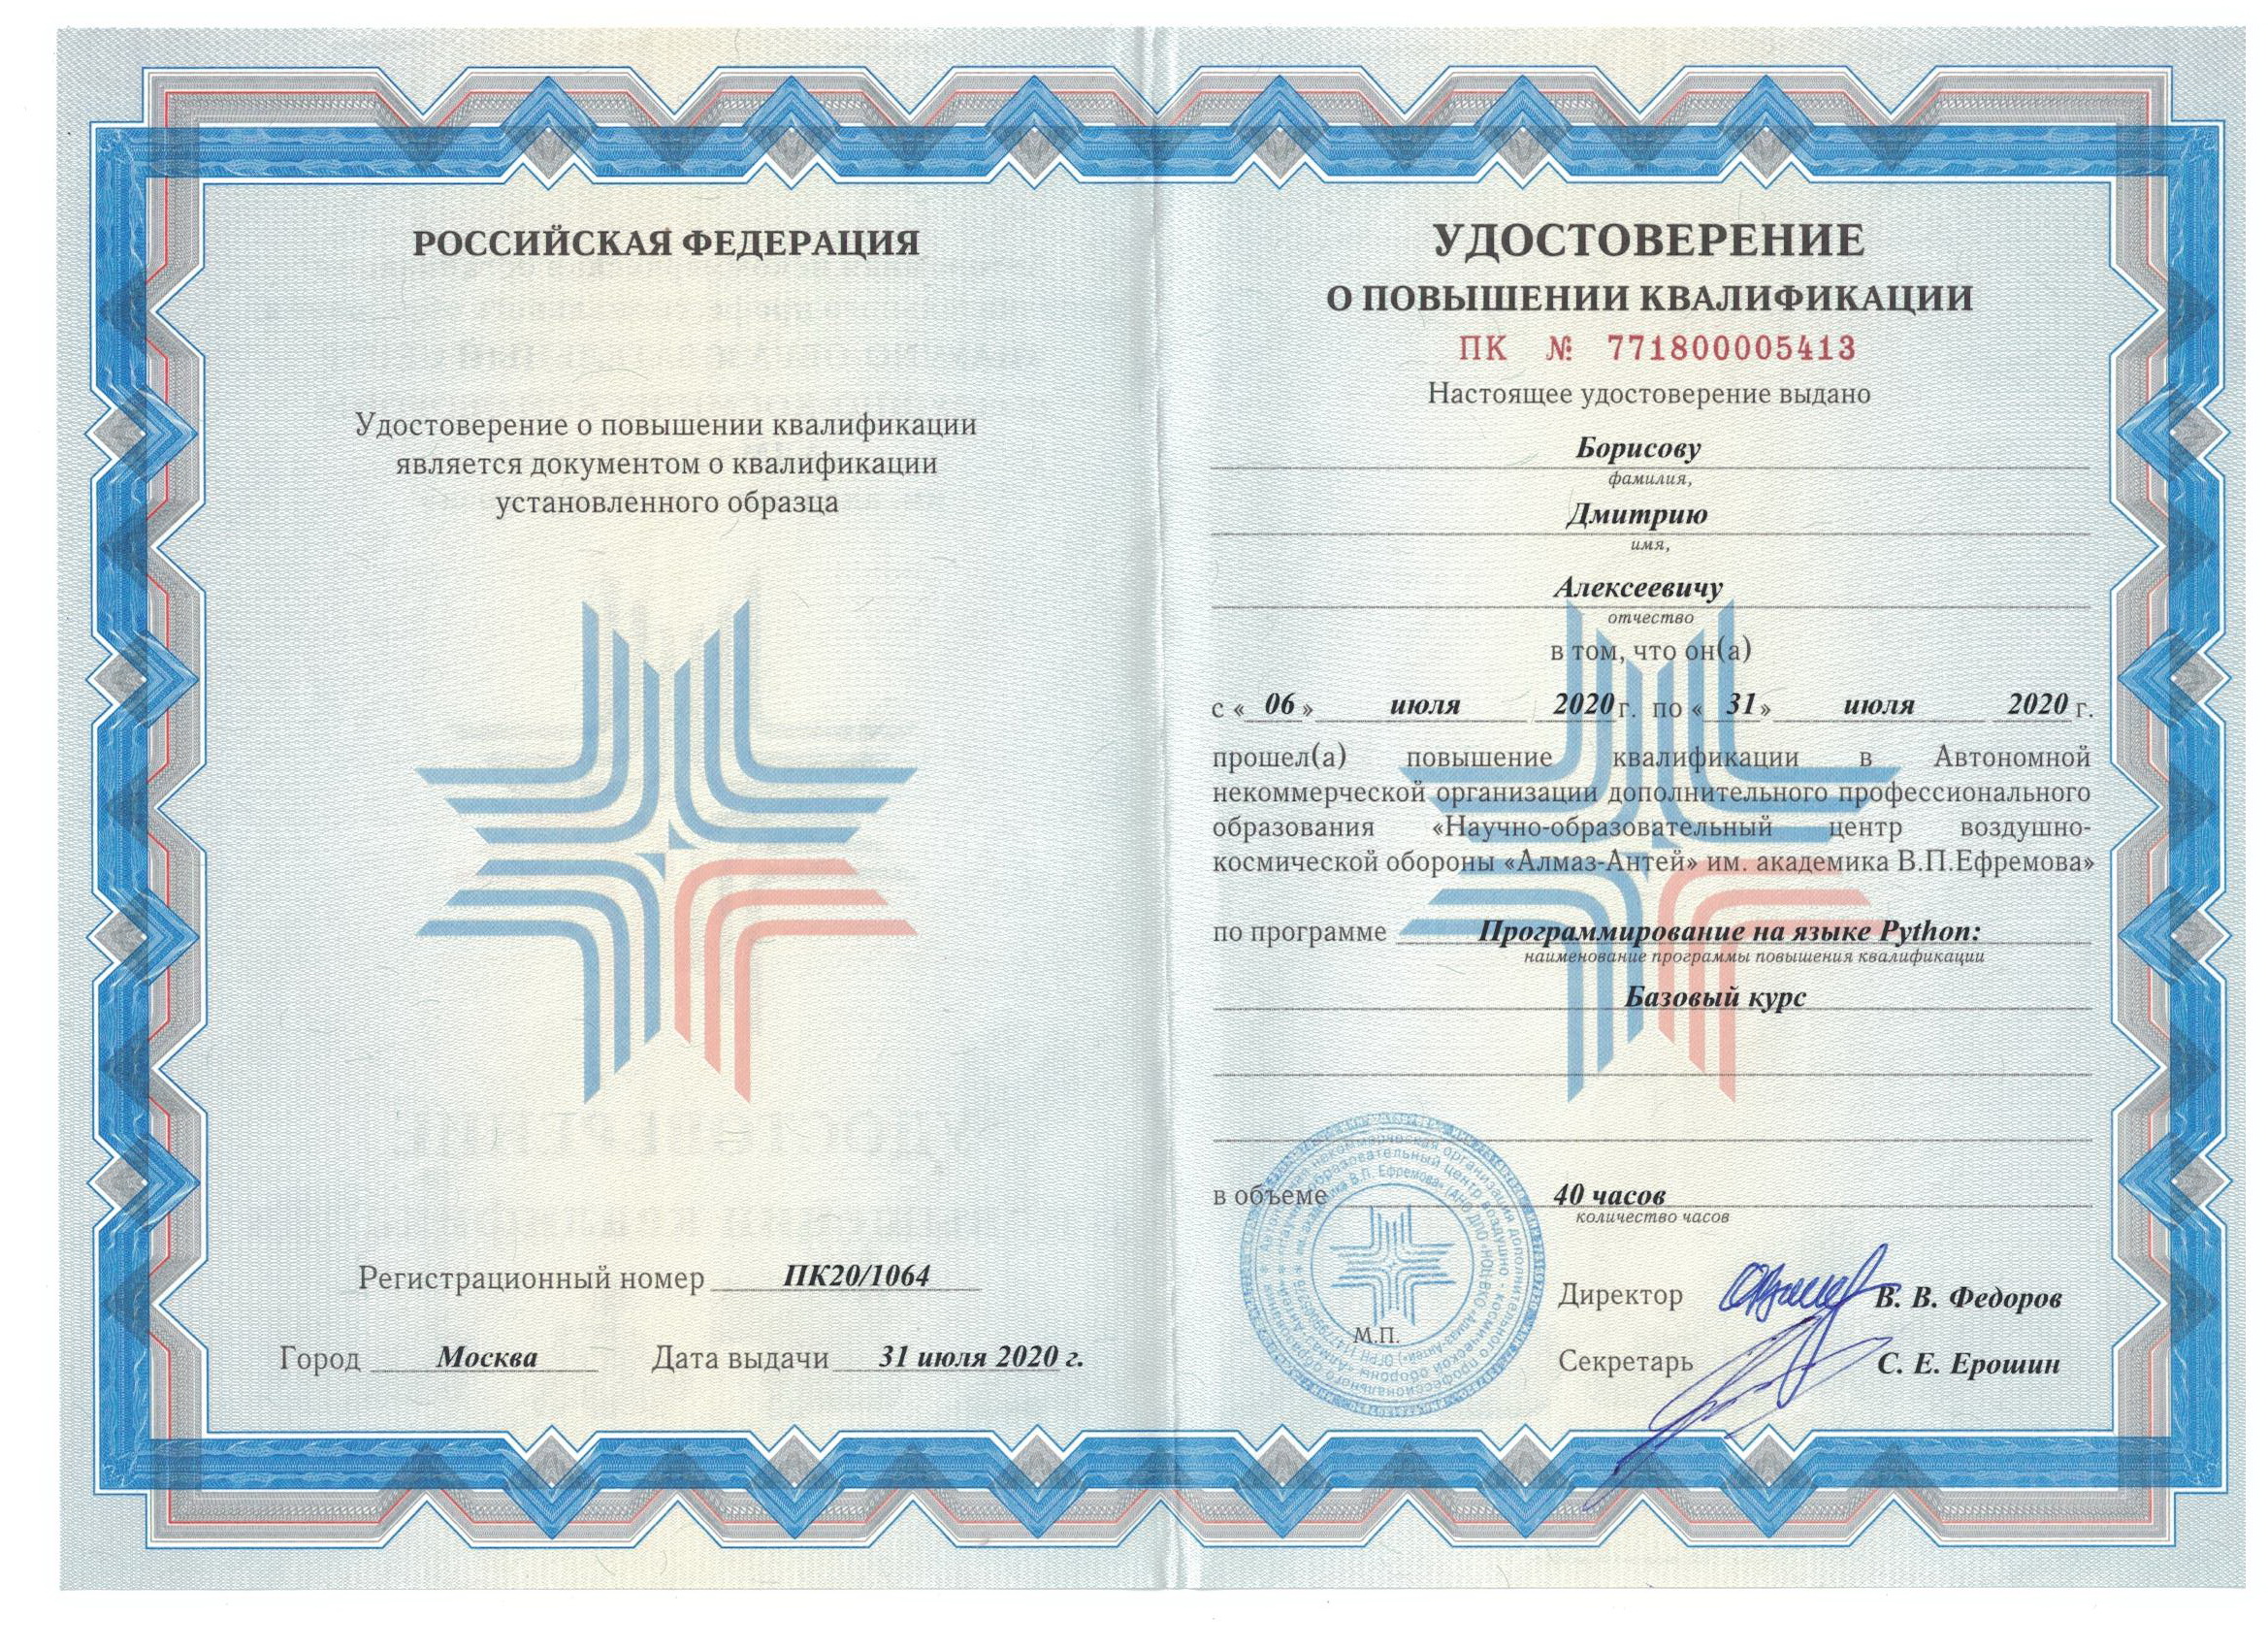 РОССИЙСКАЯ ФЕДЕРАЦИЯ
Удостоверение о повышении квалификации
является документом о квалификации
установленного образца
Регистрационный номер ПК20/1064
Город Москва Дата выдачи 31 июля 2020 г.
УДОСТОВЕРЕНИЕ
О ПОВЫШЕНИИ КВАЛИФИКАЦИИ
ПК № 771800005413
Настоящее удостоверение выдано
Борисову
фамилия,
Дмитрию
имя,
Алексеевичу
отчество
в том, что он(а)
с «06» июля 2020 г. по «31» июля 2020 г.
прошел(а) повышение квалификации в Автономной
некоммерческой организации дополнительного профессионального
образования «Научно-образовательный центр воздушно-
космической обороны «Алмаз-Антей» им. академика В.П.Ефремова»
по программе Программирование на языке Python:
наименование программы повышения квалификации
Базовый курс
в объеме 40 часов
количество часов
М.П.
Директор В. В. Федоров
Секретарь С. Е. Ерошин